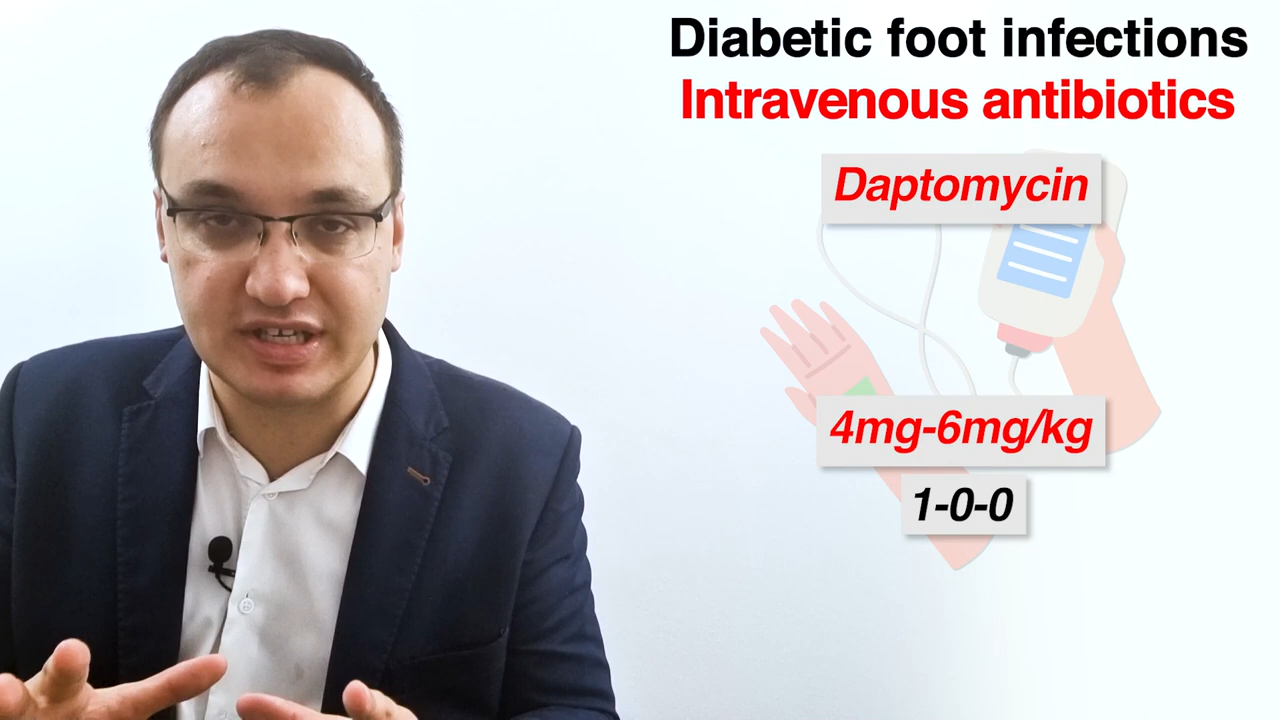 Diabetic foot infections
Intravenous antibiotics
Daptomycin
4mg-6mg/kg
1-0-0